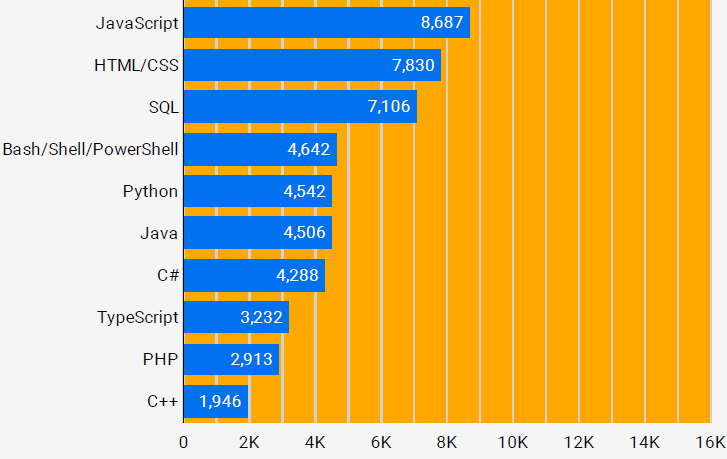 JavaScript 8,687
HTML/CSS 7,830
SQL 7,106
Bash/Shell/PowerShell 4,642
Python 4,542
Java 4,506
C# 4,288
TypeScript 3,232
PHP 2,913
C++ 1,946
0 2K 4K 6K 8K 10K 12K 14K 16K